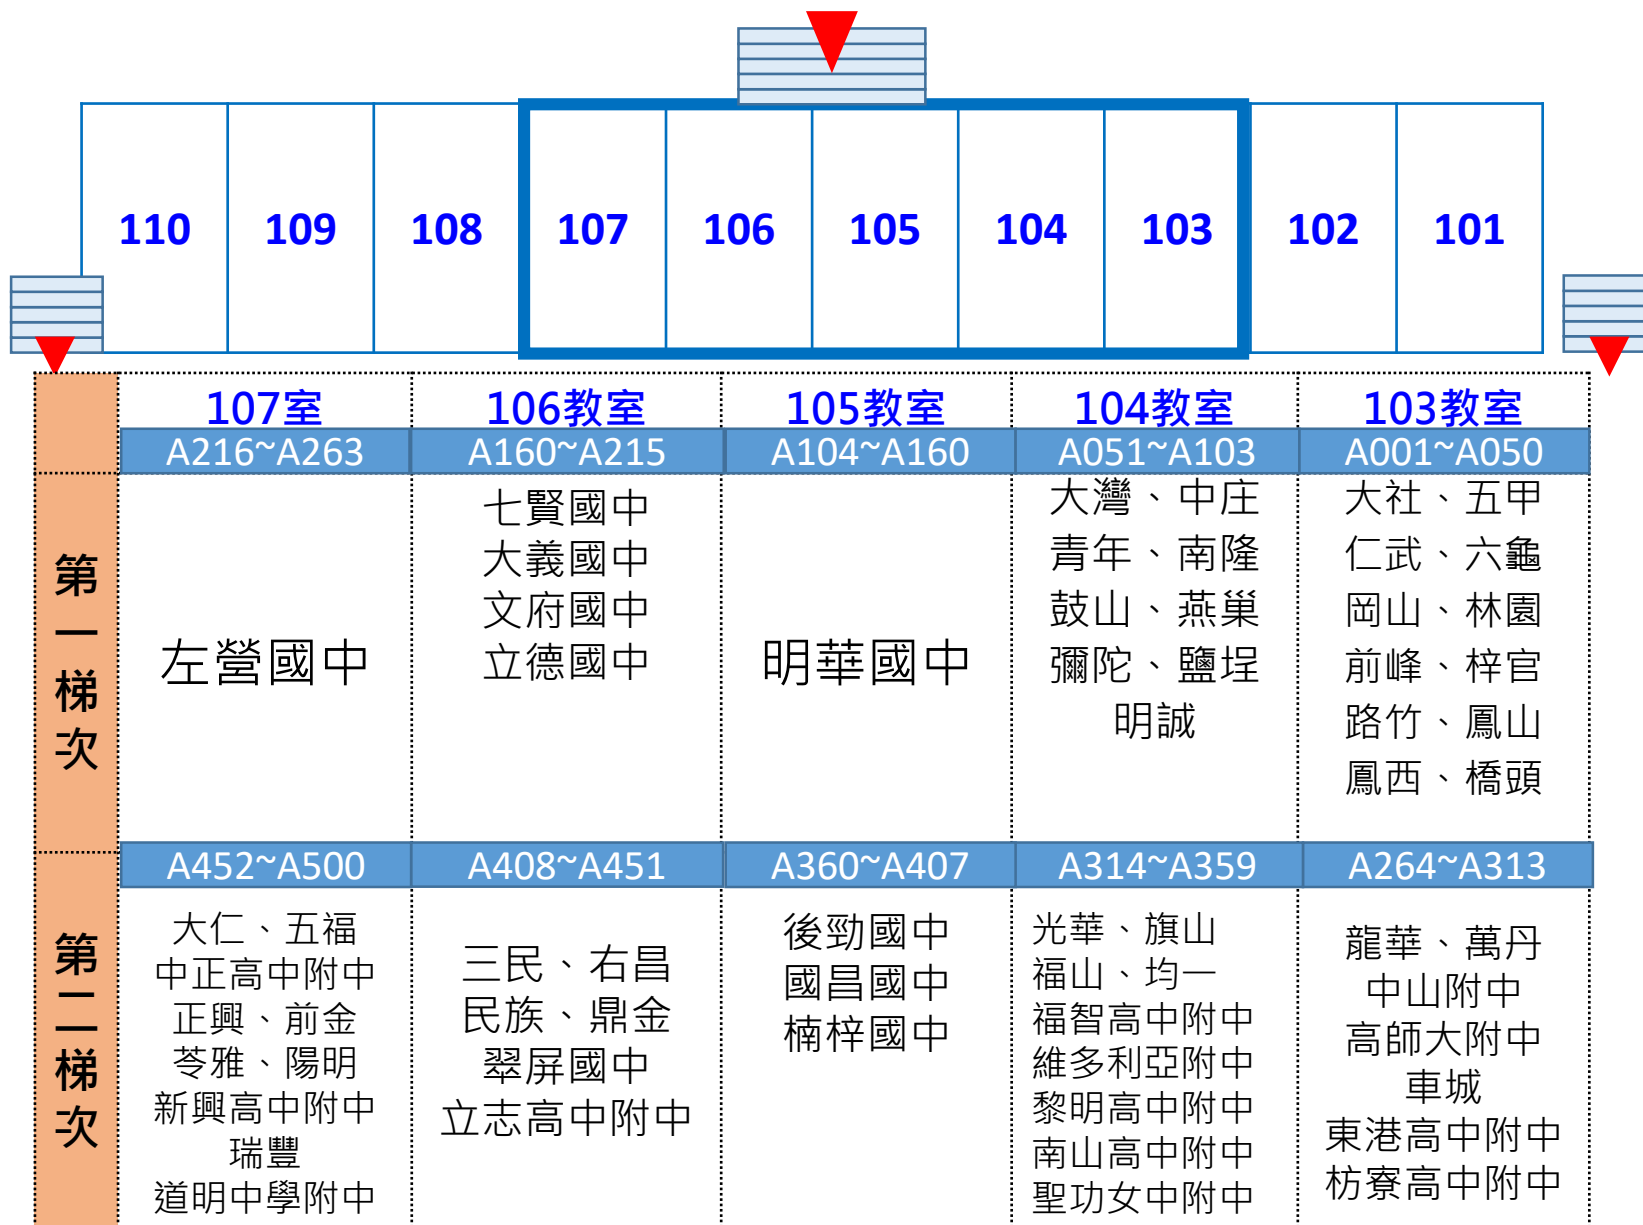 110 109 108 107 106 105 104 103 102 101
107室 106教室 105教室 104教室 103教室
A216~A263 A160~A215 A104~A160 A051~A103 A001~A050
第一梯次
左營國中
七賢國中
大義國中
文府國中
立德國中
明華國中
大灣、中庄
青年、南隆
鼓山、燕巢
彌陀、鹽埕
明誠
大社、五甲
仁武、六龜
岡山、林園
前峰、梓官
路竹、鳳山
鳳西、橋頭
A452~A500 A408~A451 A360~A407 A314~A359 A264~A313
第二梯次
大仁、五福
中正高中附中
正興、前金
苓雅、陽明
新興高中附中
瑞豐
道明中學附中
三民、右昌
民族、鼎金
翠屏國中
立志高中附中
後勁國中
國昌國中
楠梓國中
光華、旗山
福山、均一
福智高中附中
維多利亞附中
黎明高中附中
南山高中附中
聖功女中附中
龍華、萬丹
中山附中
高師大附中
車城
東港高中附中
枋寮高中附中